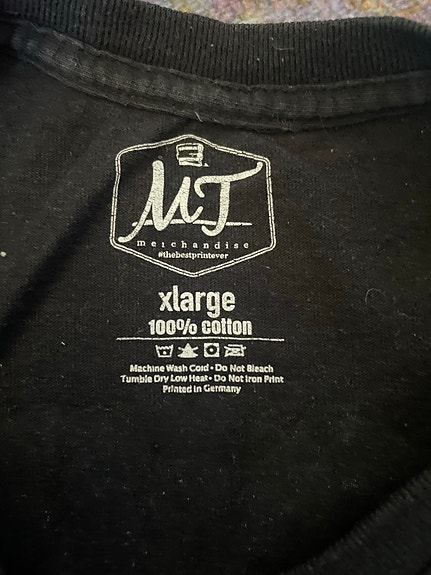 MT
merchandise
#thebestprintever
xlarge
100% cotton
Machine Wash Cold • Do Not Bleach
Tumble Dry Low Heat • Do Not Iron Print
Printed in Germany